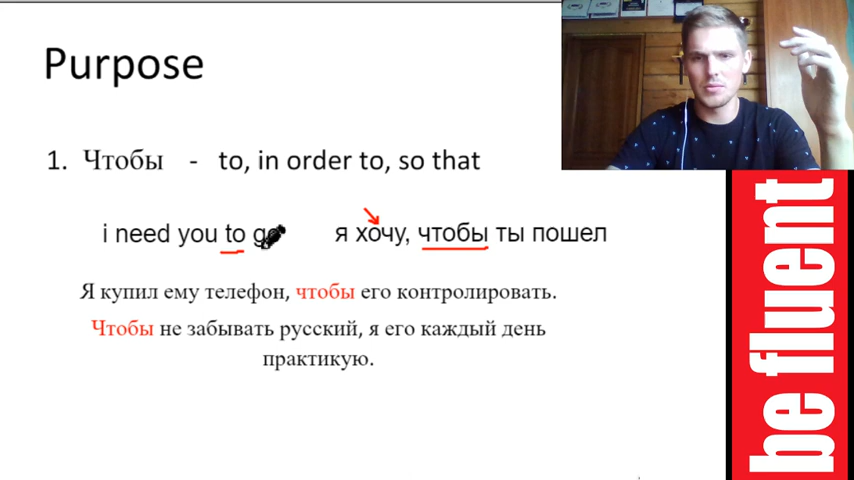 Purpose
1. Чтобы - to, in order to, so that
i need you to go я хочу, чтобы ты пошел
Я купил ему телефон, чтобы его контролировать.
Чтобы не забывать русский, я его каждый день
практикую.
be fluent